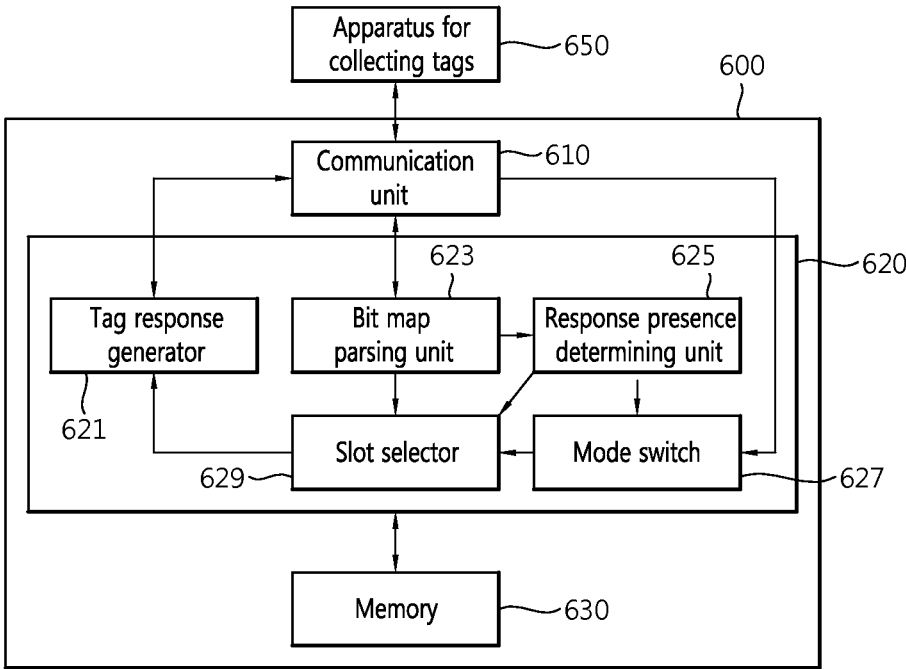 Apparatus for
collecting tags
650
600
Communication
unit
610
620
623
625
Tag response
generator
Bit map
parsing unit
Response presence
determining unit
621
Slot selector
Mode switch
629
627
Memory
630